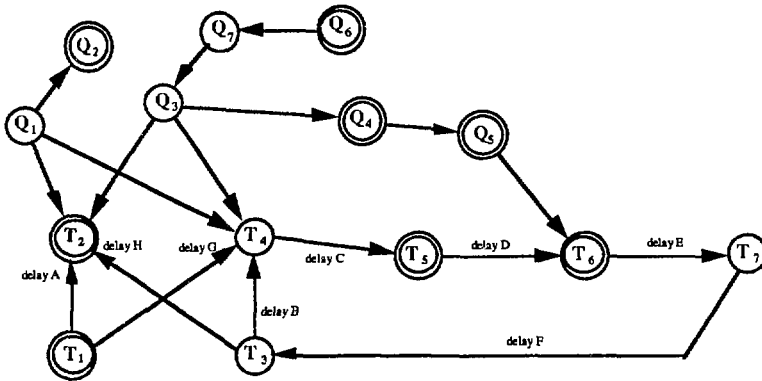 Q6
Q7
Q2
Q3
Q4
Q1
Q5
T2
delay H
delay G
T4
delay C
T5
delay D
T6
delay E
T7
delay A
delay B
T1
T3
delay F